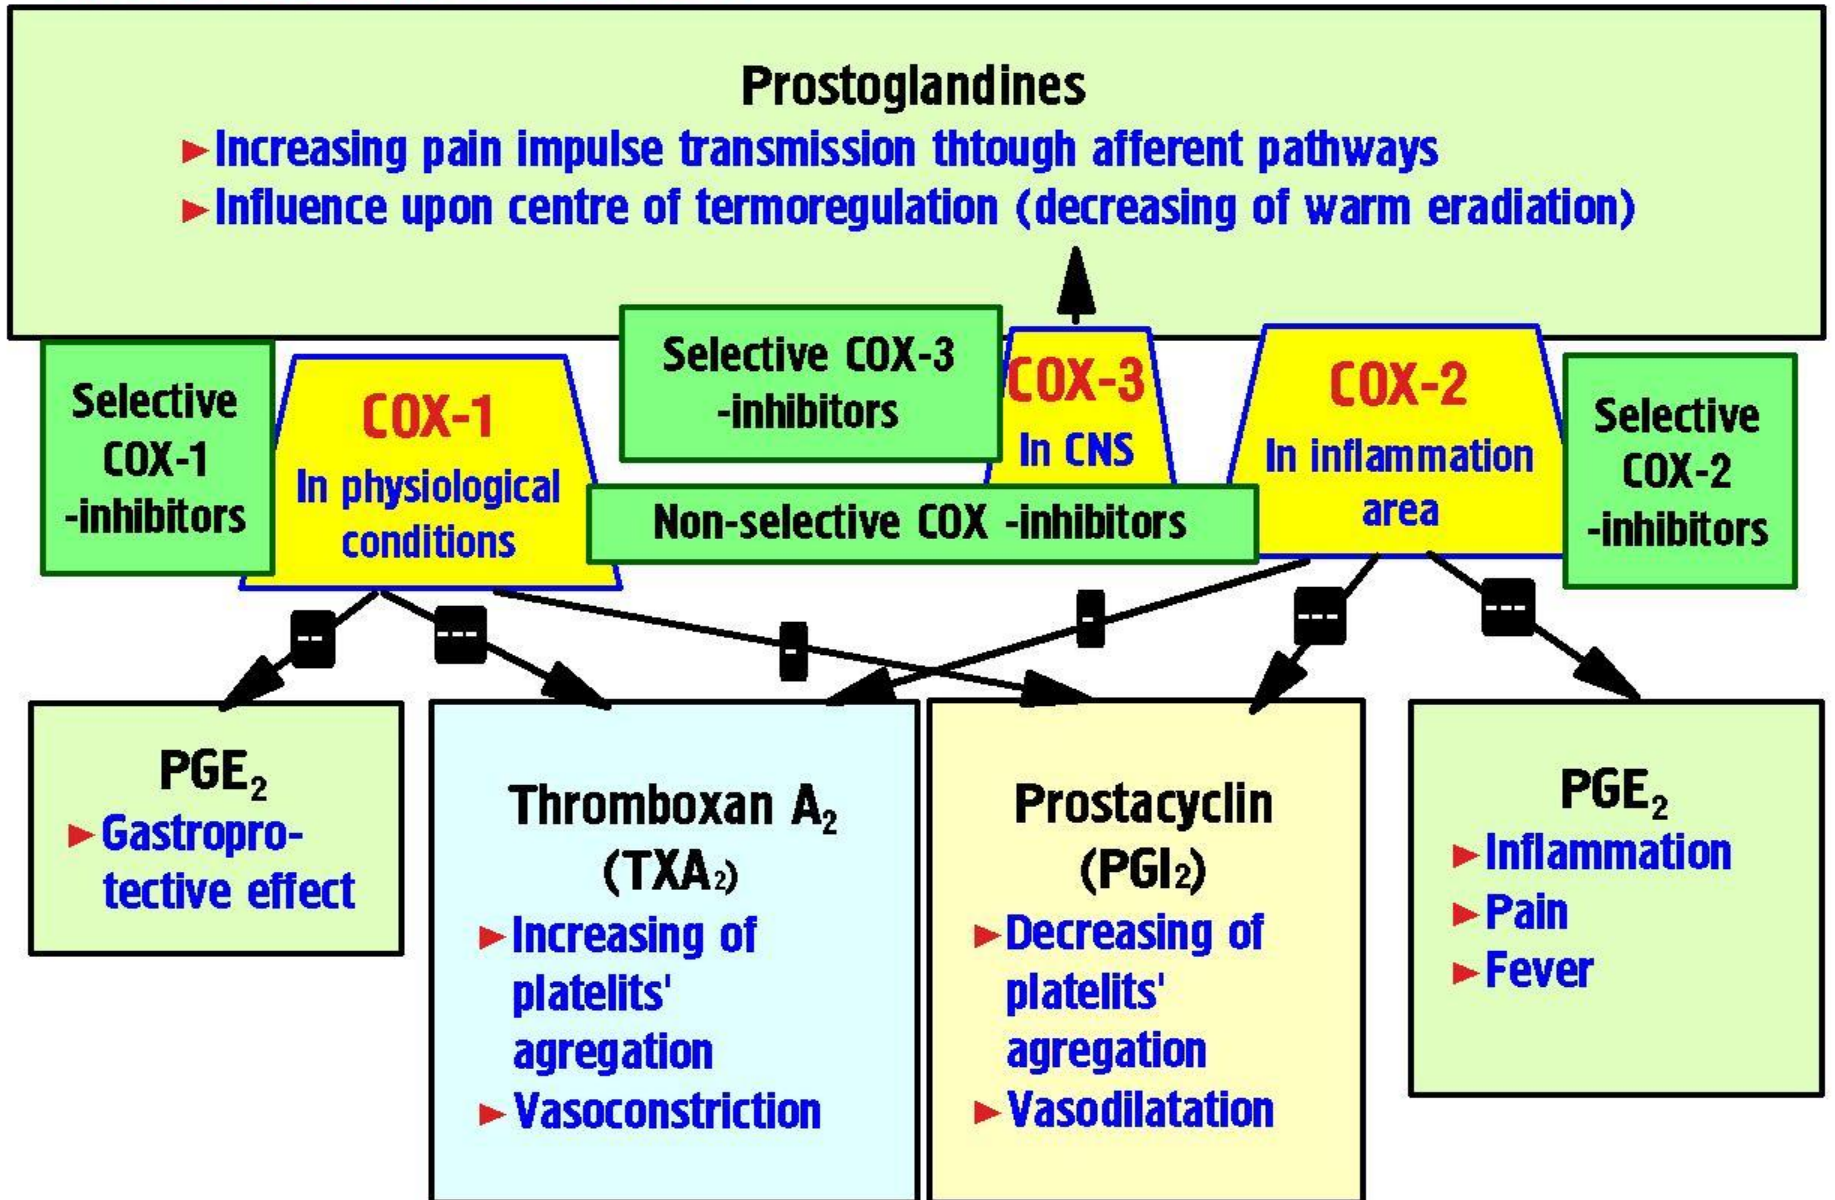 Prostoglandines
►Increasing pain impulse transmission thtough afferent pathways
►Influence upon centre of termoregulation (decreasing of warm eradiation)
Selective
COX-1
-inhibitors
COX-1
In physiological
conditions
Selective COX-3
-inhibitors
COX-3
In CNS
Non-selective COX -inhibitors
COX-2
In inflammation
area
Selective
COX-2
-inhibitors
--
---
-
-
---
---
PGE₂
►Gastropro-
tective effect
Thromboxan A₂
(TXA₂)
►Increasing of
platelits'
agregation
►Vasoconstriction
Prostacyclin
(PGI₂)
►Decreasing of
platelits'
agregation
►Vasodilatation
PGE₂
►Inflammation
►Pain
►Fever